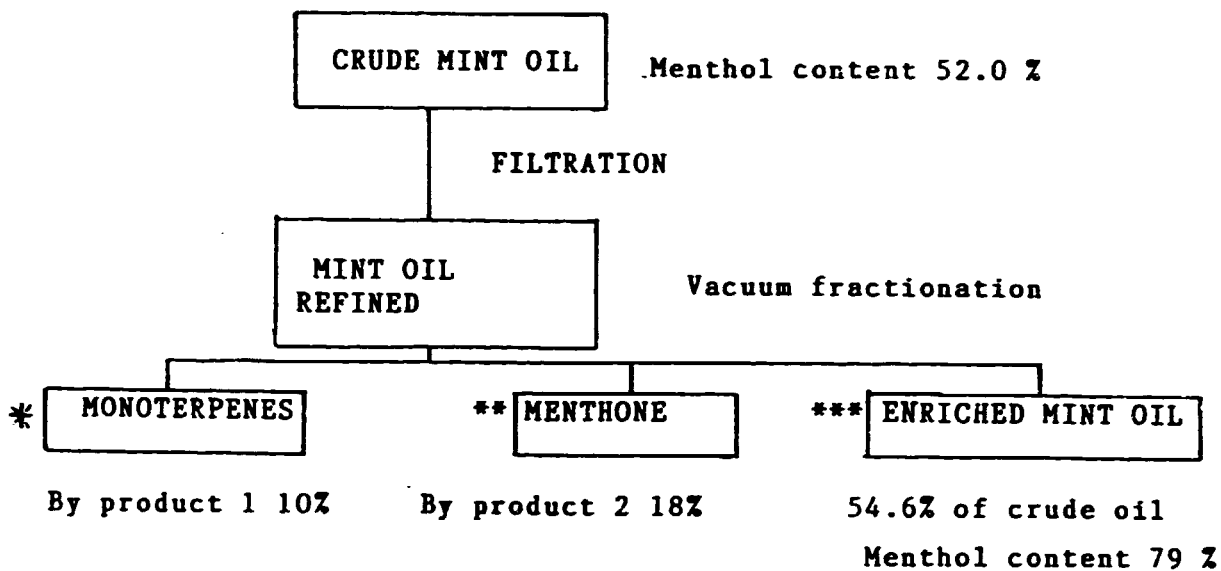 CRUDE MINT OIL
.Menthol content 52.0 %
FILTRATION
MINT OIL
REFINED
Vacuum fractionation
* MONOTERPENES
** MENTHONE
*** ENRICHED MINT OIL
By product 1 10%
By product 2 18%
54.6% of crude oil
Menthol content 79 %